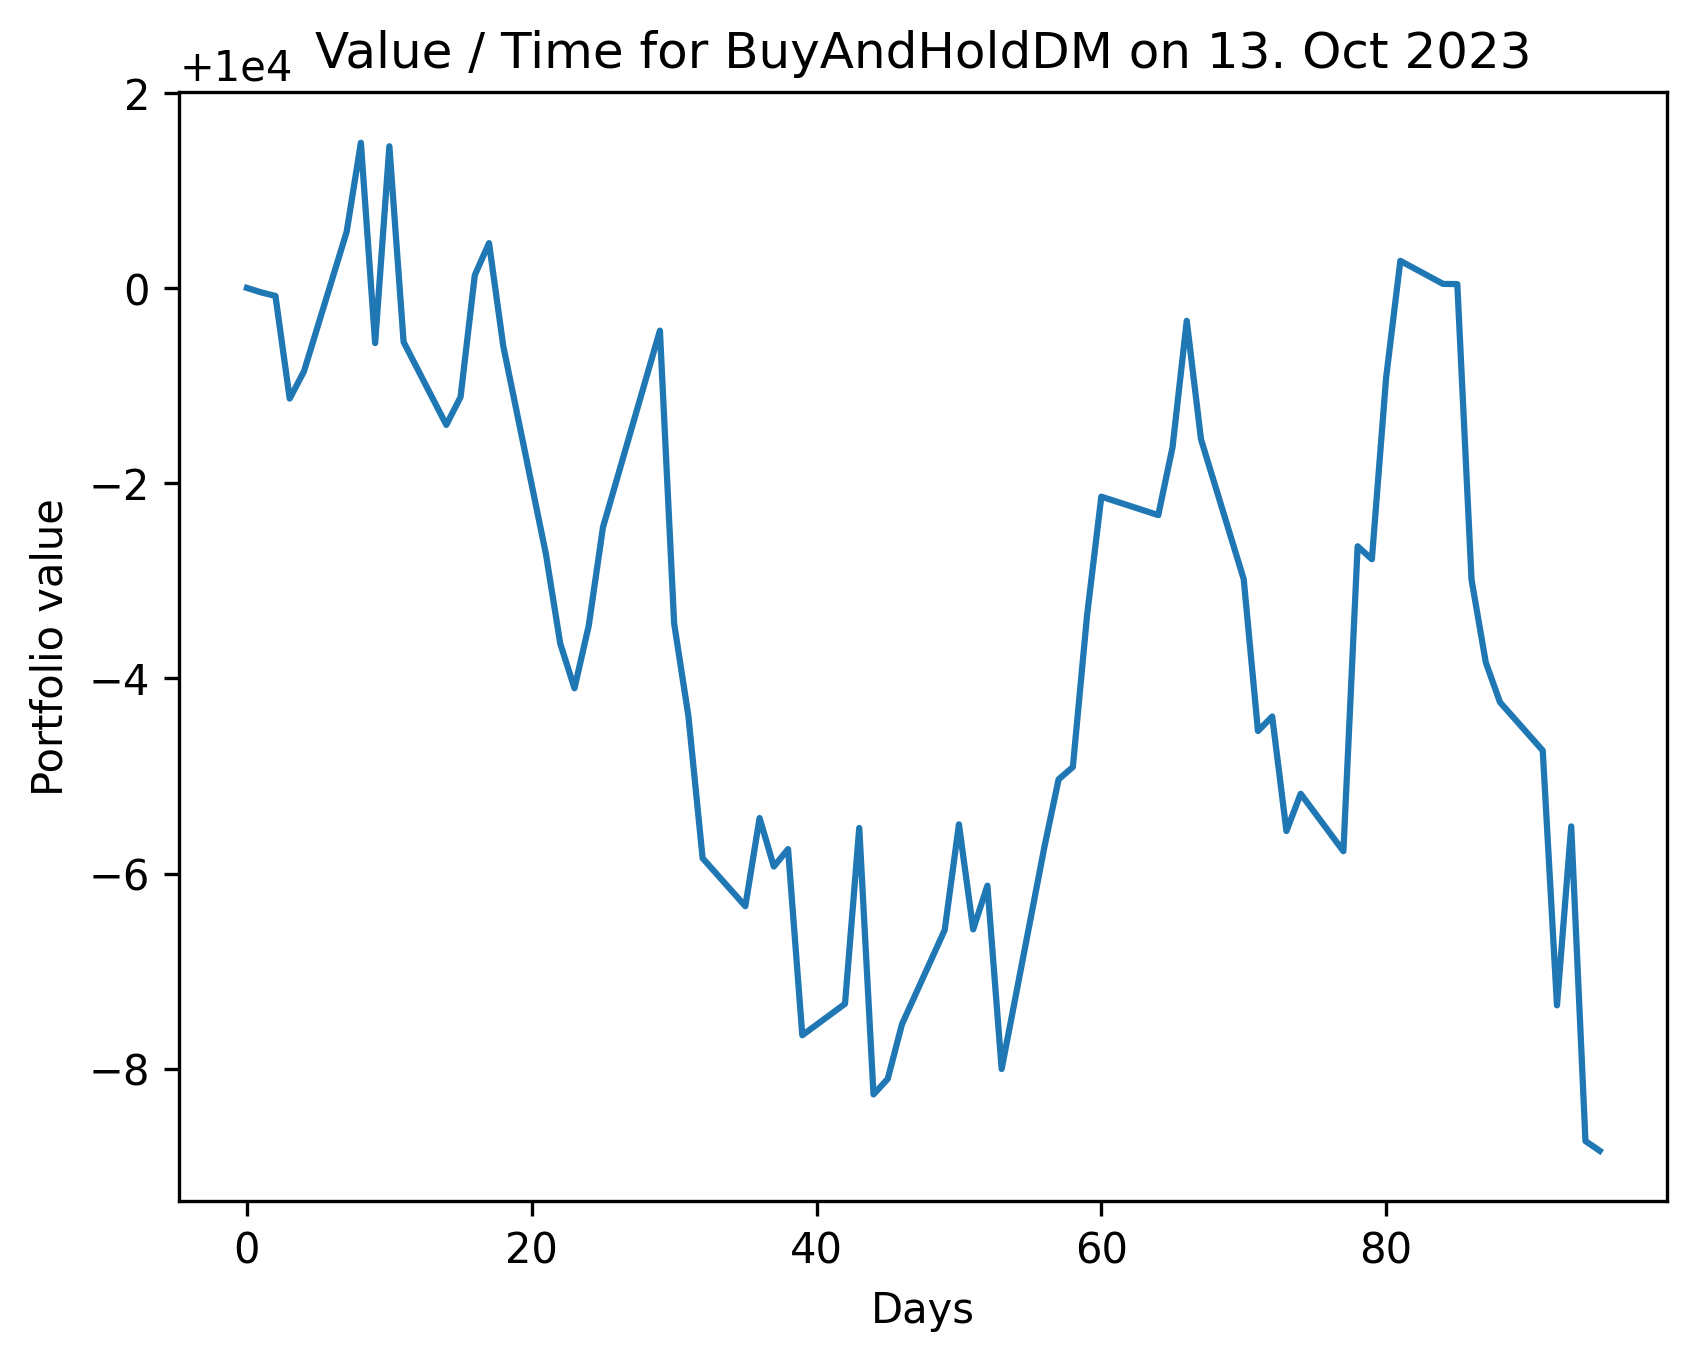 Value / Time for BuyAndHoldDM on 13. Oct 2023
+1e4
2
0
−2
−4
−6
−8
Portfolio value
0 20 40 60 80
Days